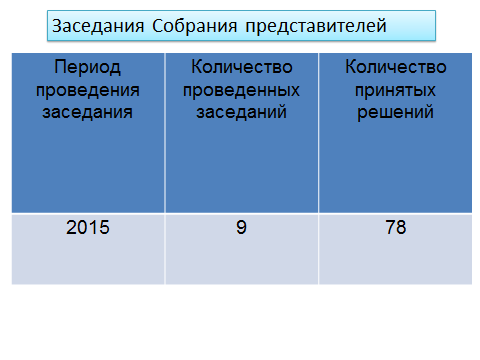 Заседания Собрания представителей
Период
проведения
заседания
Количество
проведенных
заседаний
Количество
принятых
решений
2015
9
78